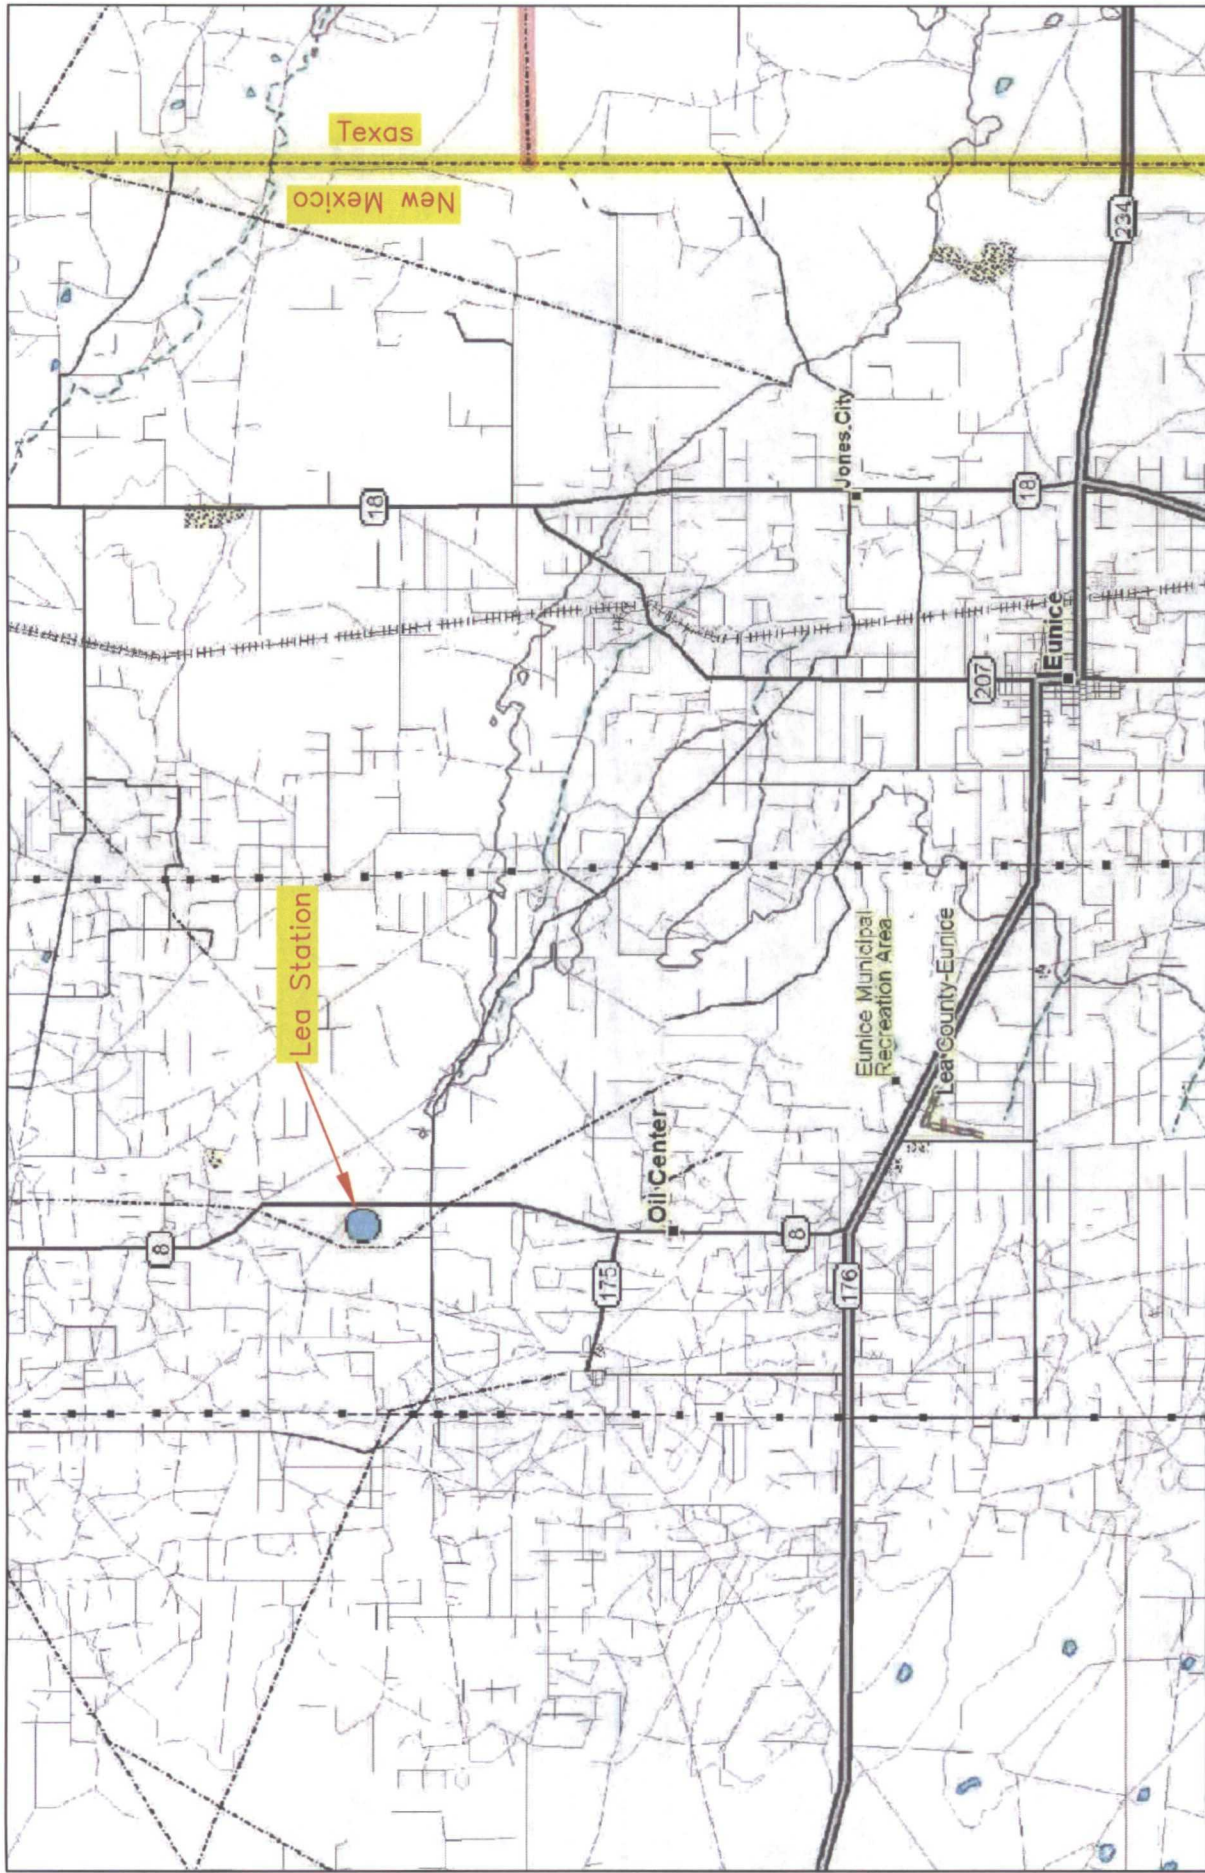 Texas
New Mexico
234
18
Jones City
18
Eunice
207
Lea Station
Eunice Municipal
Recreation Area
Lea County-Eunice
Oil Center
8
8
175
176